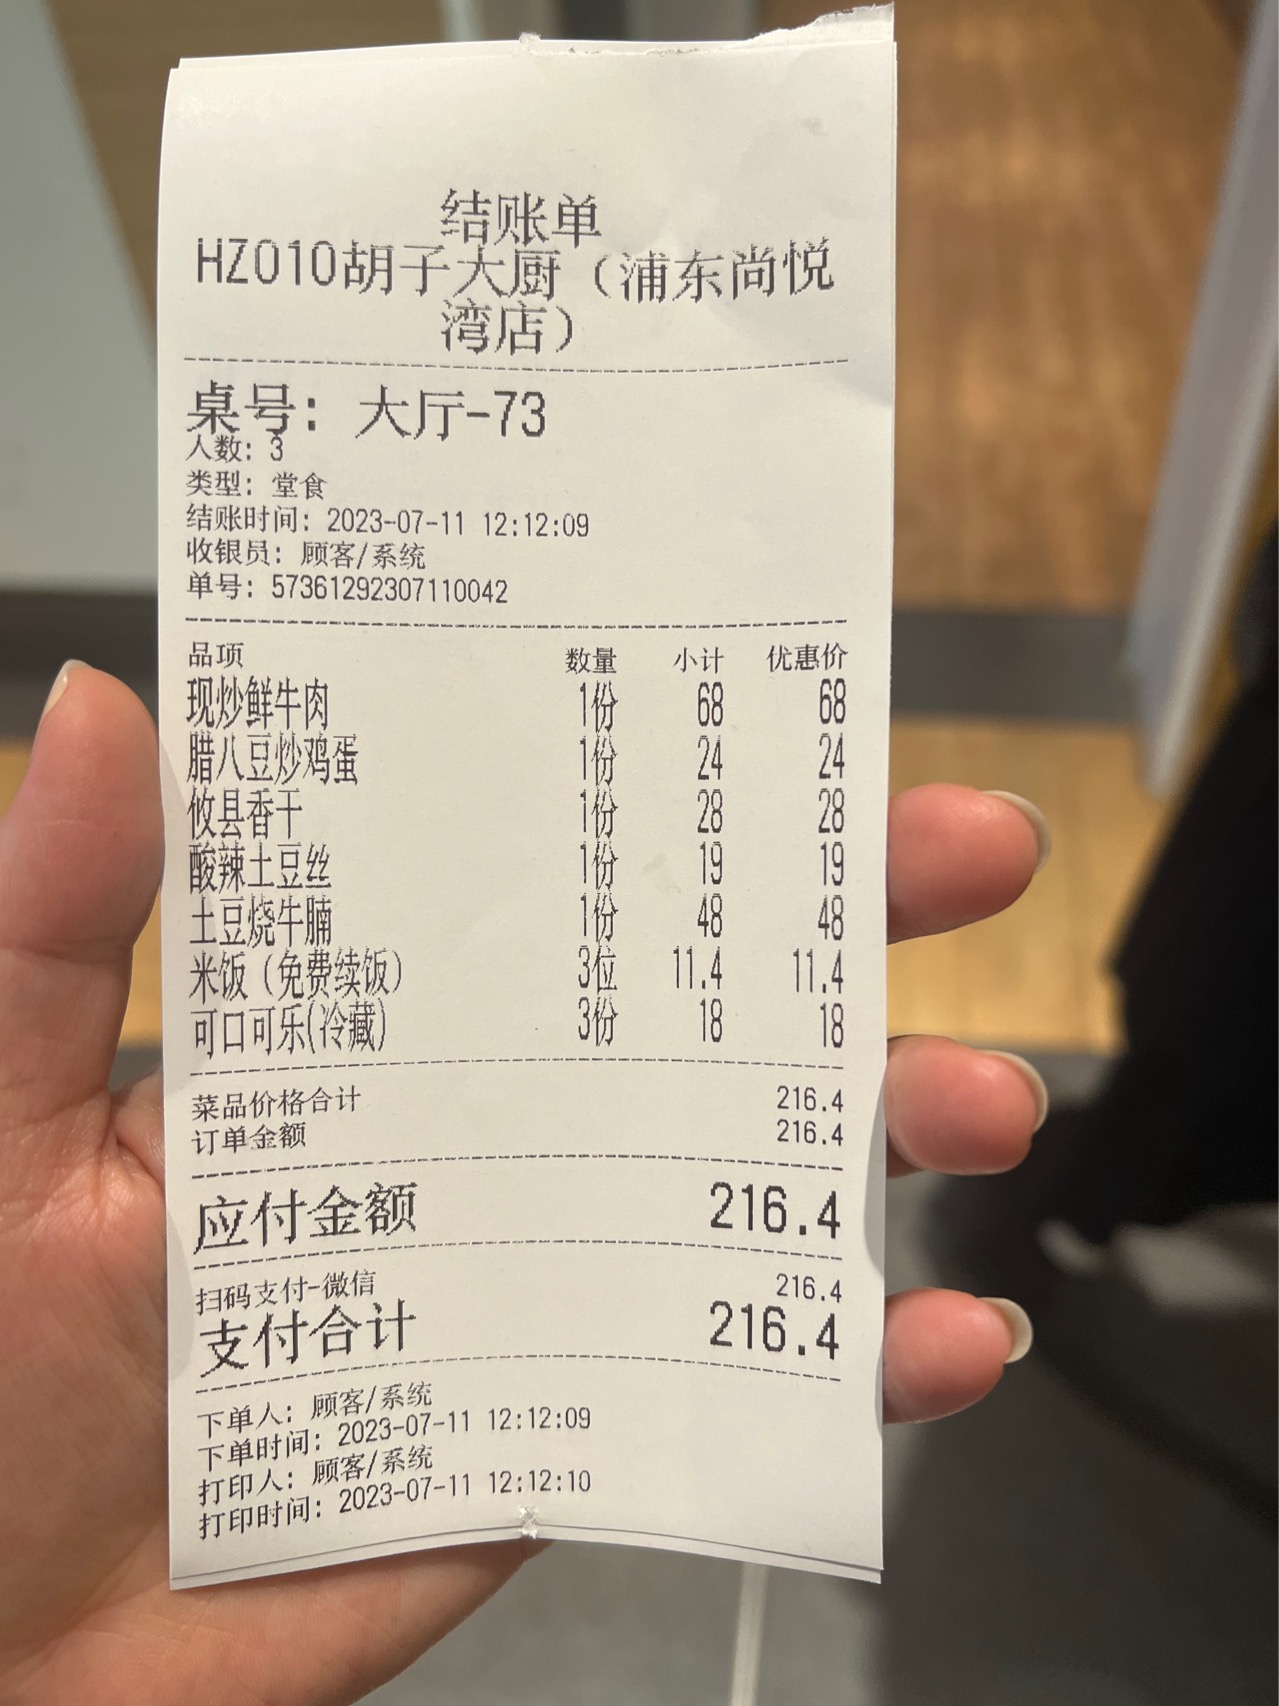 结账单
HZ010胡子大厨（浦东尚悦
湾店）
桌号：大厅-73
人数：3
类型：堂食
结账时间：2023-07-11 12:12:09
收银员：顾客/系统
单号：57361292307110042
品项 数量 小计 优惠价
现炒鲜牛肉 1份 68 68
腊八豆炒鸡蛋 1份 24 24
攸县香干 1份 28 28
酸辣土豆丝 1份 19 19
土豆烧牛腩 1份 48 48
米饭（免费续饭） 3位 11.4 11.4
可口可乐(冷藏) 3份 18 18
菜品价格合计 216.4
订单金额 216.4
应付金额 216.4
扫码支付-微信 216.4
支付合计 216.4
下单人：顾客/系统
下单时间：2023-07-11 12:12:09
打印人：顾客/系统
打印时间：2023-07-11 12:12:10